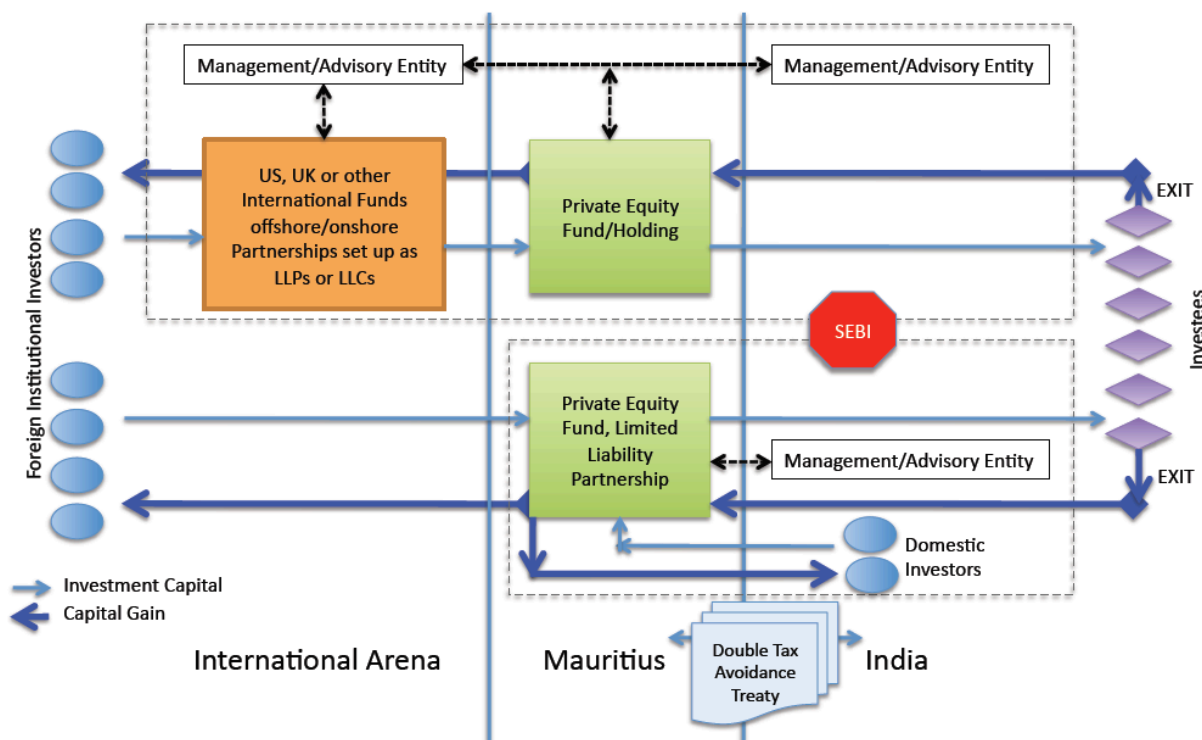 Management/Advisory Entity
Management/Advisory Entity
US, UK or other
International Funds
offshore/onshore
Partnerships set up as
LLPs or LLCs
Private Equity
Fund/Holding
EXIT
Foreign Institutional Investors
SEBI
Investees
Private Equity
Fund, Limited
Liability
Partnership
Management/Advisory Entity
EXIT
Domestic
Investors
Investment Capital
Capital Gain
International Arena
Mauritius
Double Tax
Avoidance
Treaty
India